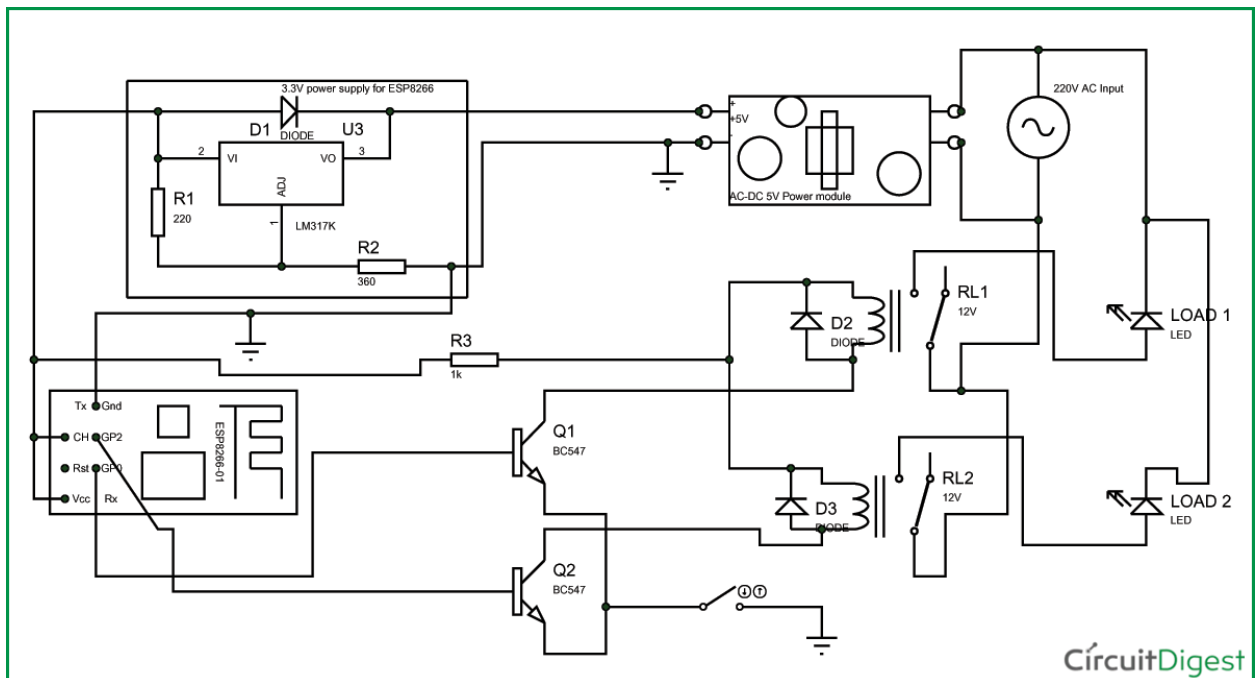 3.3V power supply for ESP8266
D1
DIODE
U3
2
VI
VO
3
ADJ
1
LM317K
R1
220
R2
360
+
+5V
-
AC-DC 5V Power module
220V AC Input
R3
1k
D2
DIODE
RL1
12V
LOAD 1
LED
Tx Gnd
CH GP2
Rst GP0
Vcc Rx
ESP8266-01
Q1
BC547
D3
DIODE
RL2
12V
LOAD 2
LED
Q2
BC547
CircuitDigest